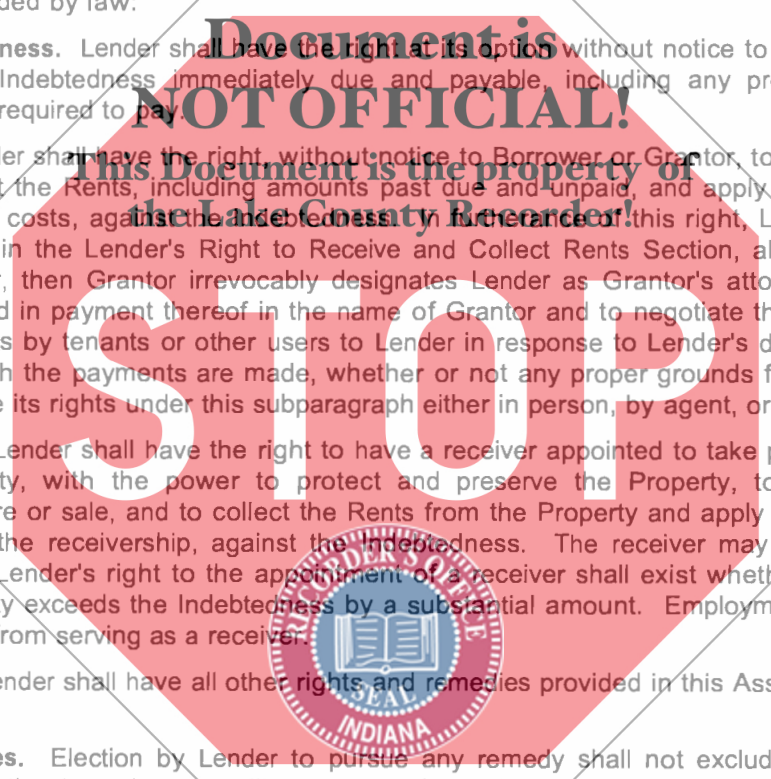 ded by law.
Document is
ness. Lender shall have the right at its option without notice to
Indebtedness immediately due and payable, including any pr
NOT OFFICIAL!
required to pay.
der shall have the right, without notice to Borrower or Grantor, to
This Document is the property of
t the Rents, including amounts past due and unpaid, and apply
the Lake County Recorder!
costs, against the Indebtedness. In furtherance of this right, L
in the Lender's Right to Receive and Collect Rents Section, a
, then Grantor irrevocably designates Lender as Grantor's atto
d in payment thereof in the name of Grantor and to negotiate th
s by tenants or other users to Lender in response to Lender's d
h the payments are made, whether or not any proper grounds f
e its rights under this subparagraph either in person, by agent, or
STOP
Lender shall have the right to have a receiver appointed to take p
ty, with the power to protect and preserve the Property, to
re or sale, and to collect the Rents from the Property and apply
the receivership, against the Indebtedness. The receiver may
Lender's right to the appointment of a receiver shall exist wheth
ty exceeds the Indebtedness by a substantial amount. Employm
from serving as a receiver.
RECORDER'S OFFICE
SEAL
INDIANA
ender shall have all other rights and remedies provided in this Ass
es. Election by Lender to pursue any remedy shall not exclud